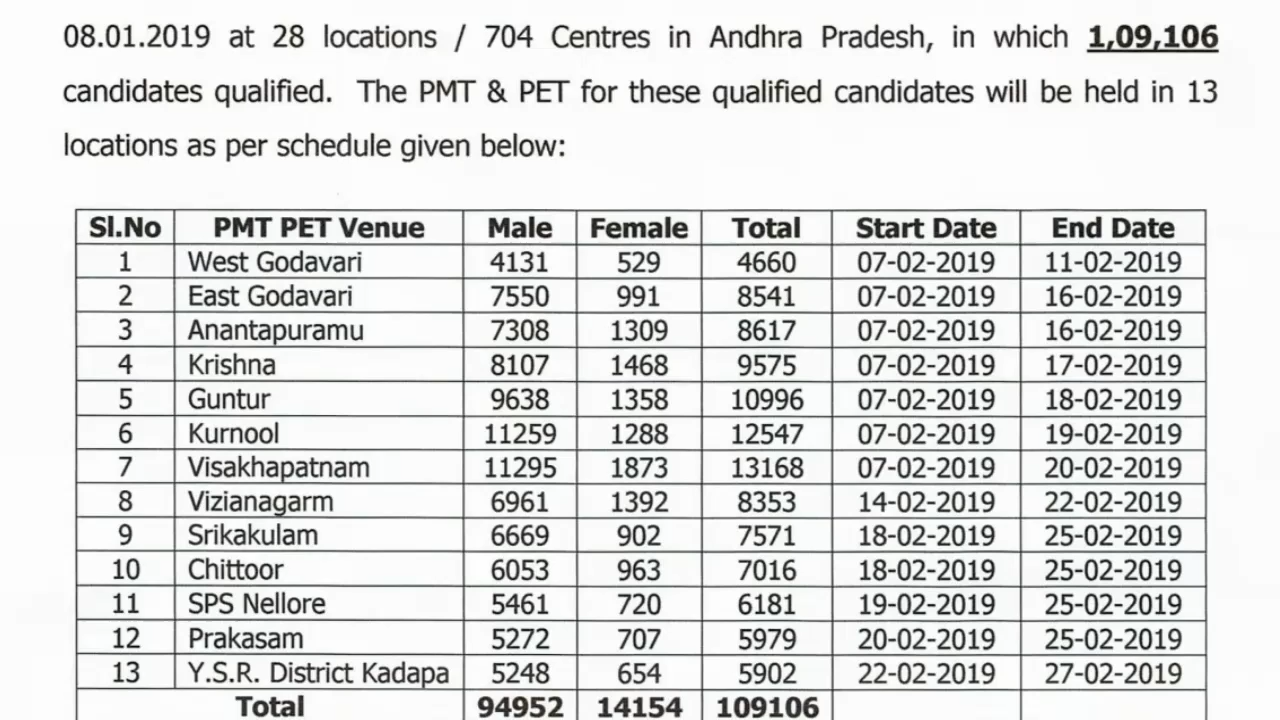 08.01.2019 at 28 locations / 704 Centres in Andhra Pradesh, in which 1,09,106
candidates qualified. The PMT & PET for these qualified candidates will be held in 13
locations as per schedule given below:
Sl.No PMT PET Venue Male Female Total Start Date End Date
1 West Godavari 4131 529 4660 07-02-2019 11-02-2019
2 East Godavari 7550 991 8541 07-02-2019 16-02-2019
3 Anantapuramu 7308 1309 8617 07-02-2019 16-02-2019
4 Krishna 8107 1468 9575 07-02-2019 17-02-2019
5 Guntur 9638 1358 10996 07-02-2019 18-02-2019
6 Kurnool 11259 1288 12547 07-02-2019 19-02-2019
7 Visakhapatnam 11295 1873 13168 07-02-2019 20-02-2019
8 Vizianagarm 6961 1392 8353 14-02-2019 22-02-2019
9 Srikakulam 6669 902 7571 18-02-2019 25-02-2019
10 Chittoor 6053 963 7016 18-02-2019 25-02-2019
11 SPS Nellore 5461 720 6181 19-02-2019 25-02-2019
12 Prakasam 5272 707 5979 20-02-2019 25-02-2019
13 Y.S.R. District Kadapa 5248 654 5902 22-02-2019 27-02-2019
Total 94952 14154 109106